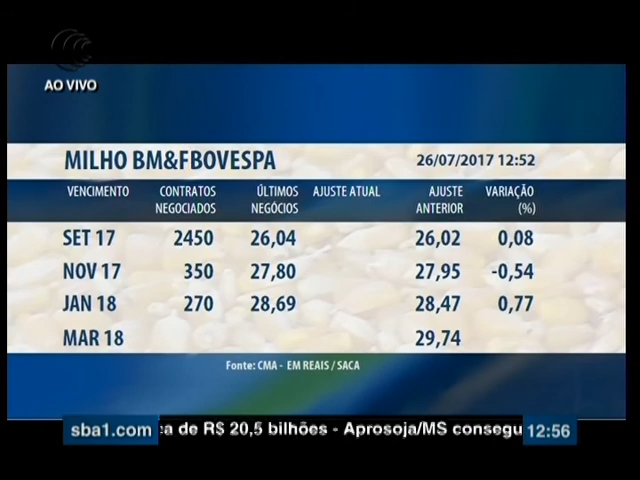 AO VIVO
MILHO BM&FBOVESPA 26/07/2017 12:52
VENCIMENTO CONTRATOS NEGOCIADOS ÚLTIMOS NEGÓCIOS AJUSTE ATUAL AJUSTE ANTERIOR VARIAÇÃO (%)
SET 17 2450 26,04 26,02 0,08
NOV 17 350 27,80 27,95 -0,54
JAN 18 270 28,69 28,47 0,77
MAR 18 29,74
Fonte: CMA - EM REAIS / SACA
sba1.com a de R$ 20,5 bilhões - Aprosoja/MS consegu 12:56